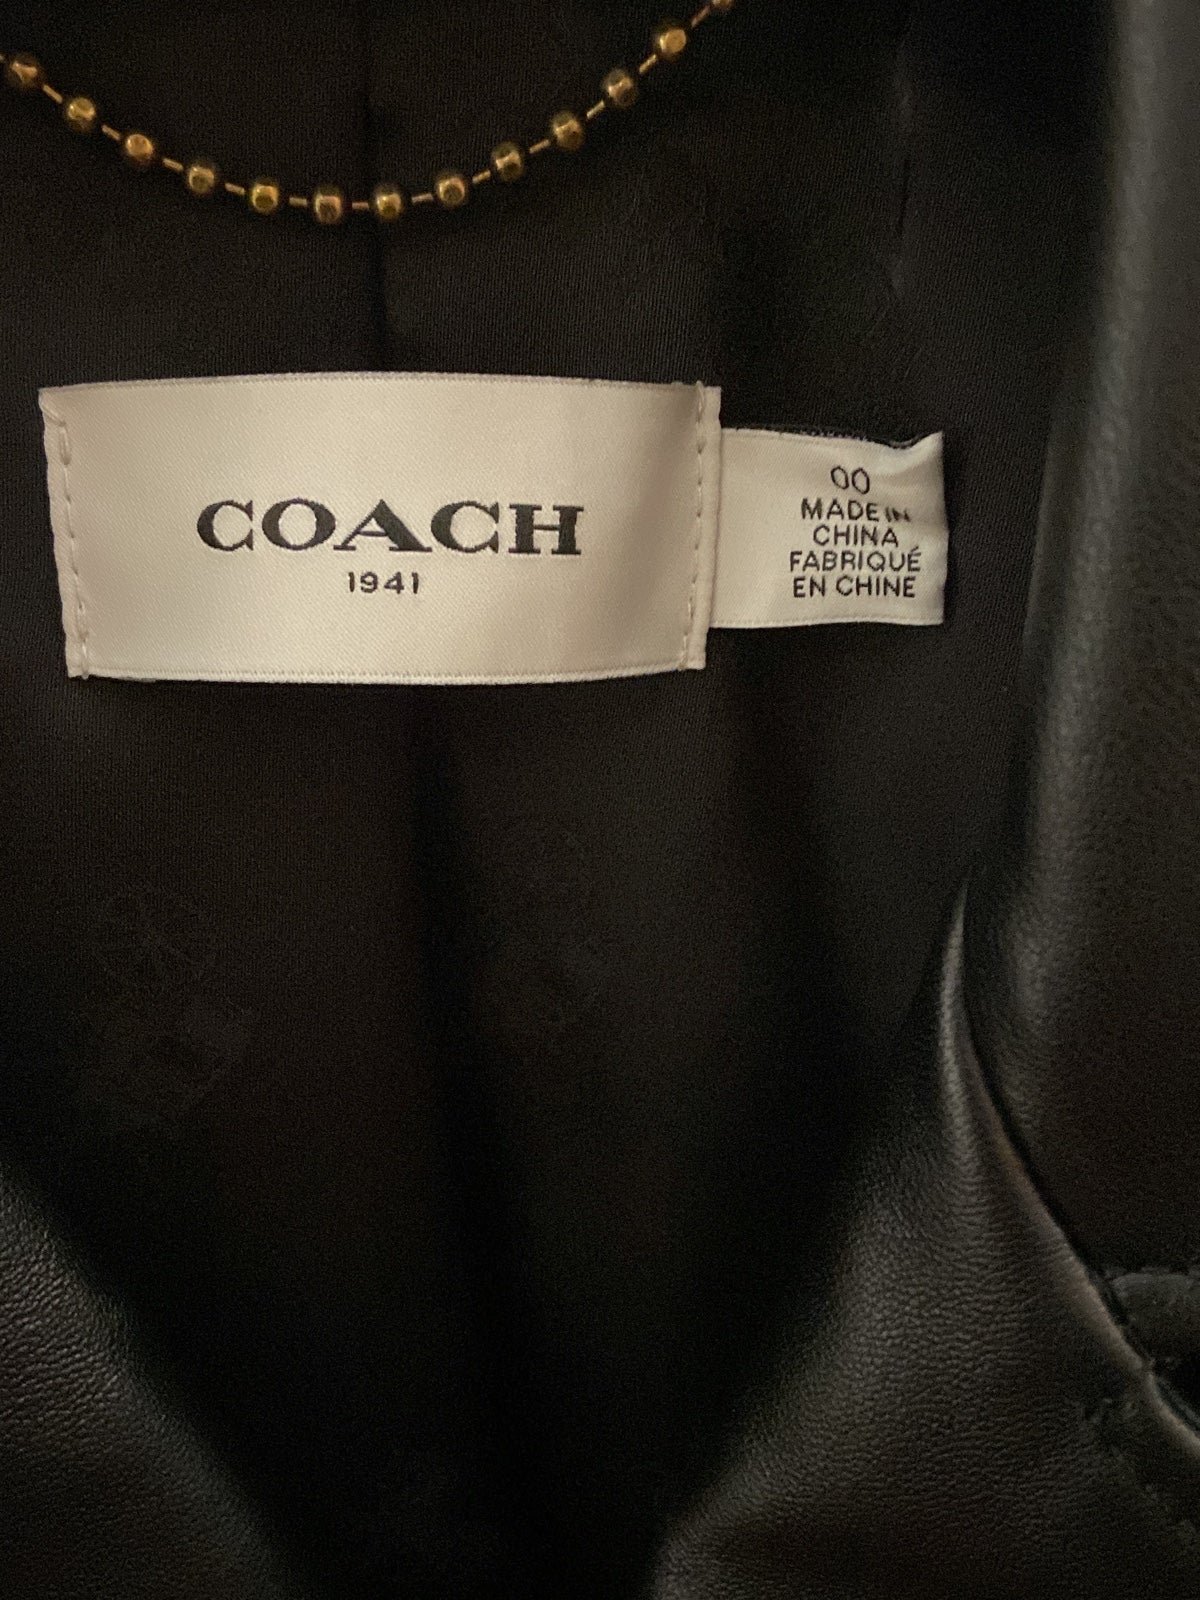 COACH
1941
00
MADE IN
CHINA
FABRIQUÉ
EN CHINE